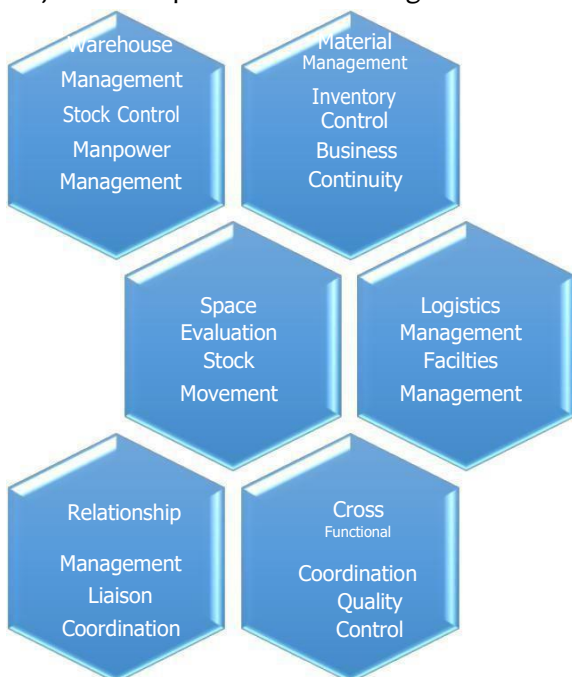 Warehouse
Management
Stock Control
Manpower
Management
Material
Management
Inventory
Control
Business
Continuity
Space
Evaluation
Stock
Movement
Logistics
Management
Facilties
Management
Relationship
Management
Liaison
Coordination
Cross
Functional
Coordination
Quality
Control